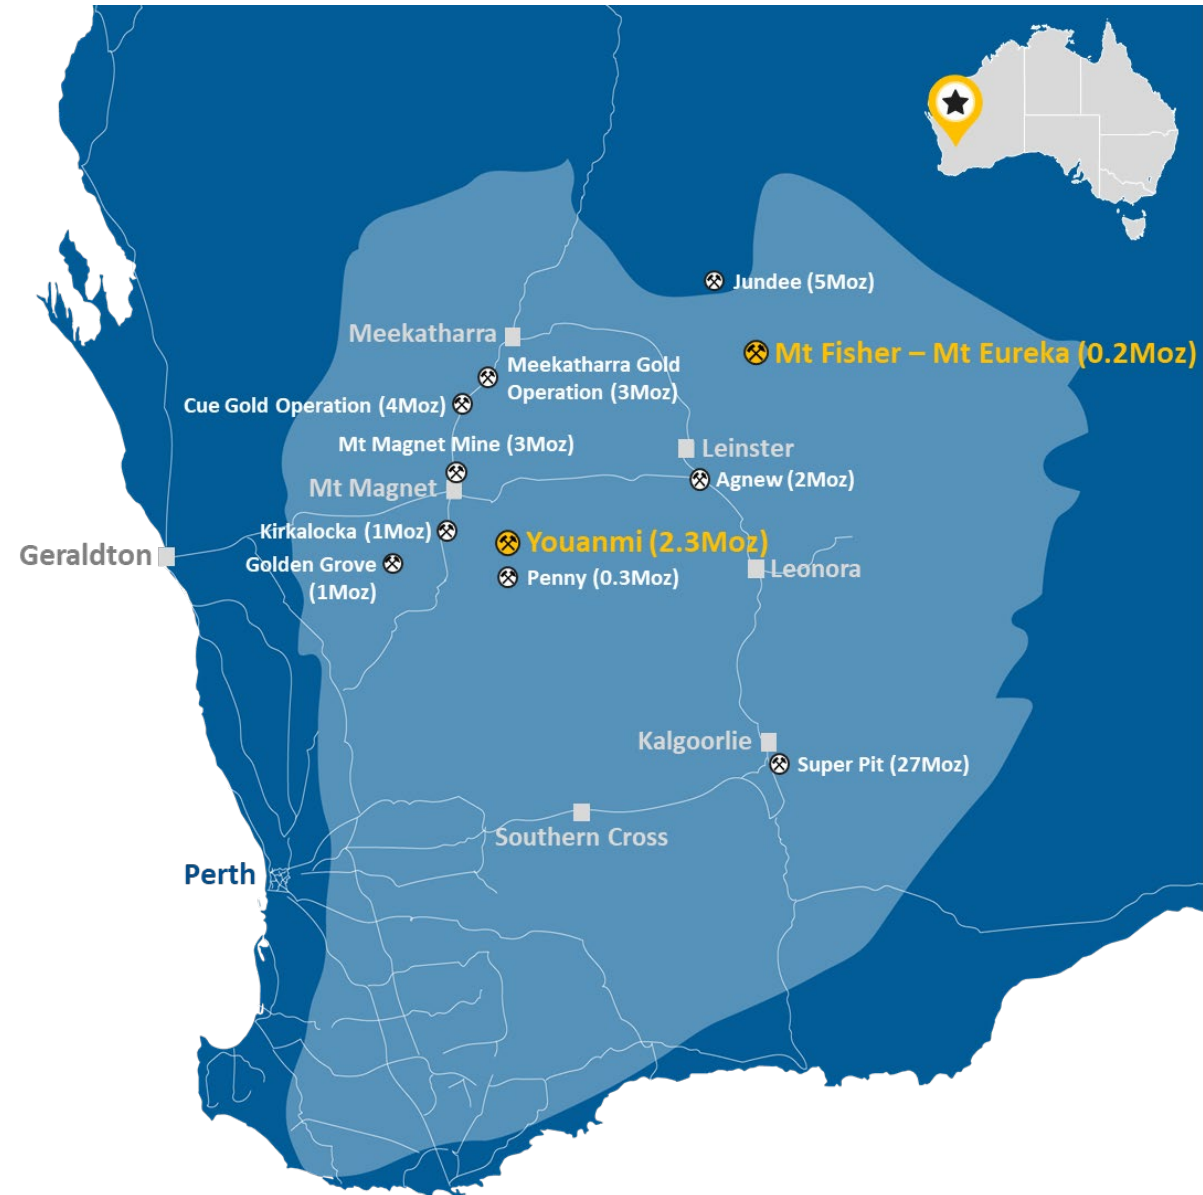 Jundee (5Moz)
Meekatharra
Mt Fisher – Mt Eureka (0.2Moz)
Meekatharra Gold
Operation (3Moz)
Cue Gold Operation (4Moz)
Mt Magnet Mine (3Moz)
Leinster
Mt Magnet
Agnew (2Moz)
Kirkalocka (1Moz)
Youanmi (2.3Moz)
Geraldton
Golden Grove
(1Moz)
Penny (0.3Moz)
Leonora
Kalgoorlie
Super Pit (27Moz)
Southern Cross
Perth